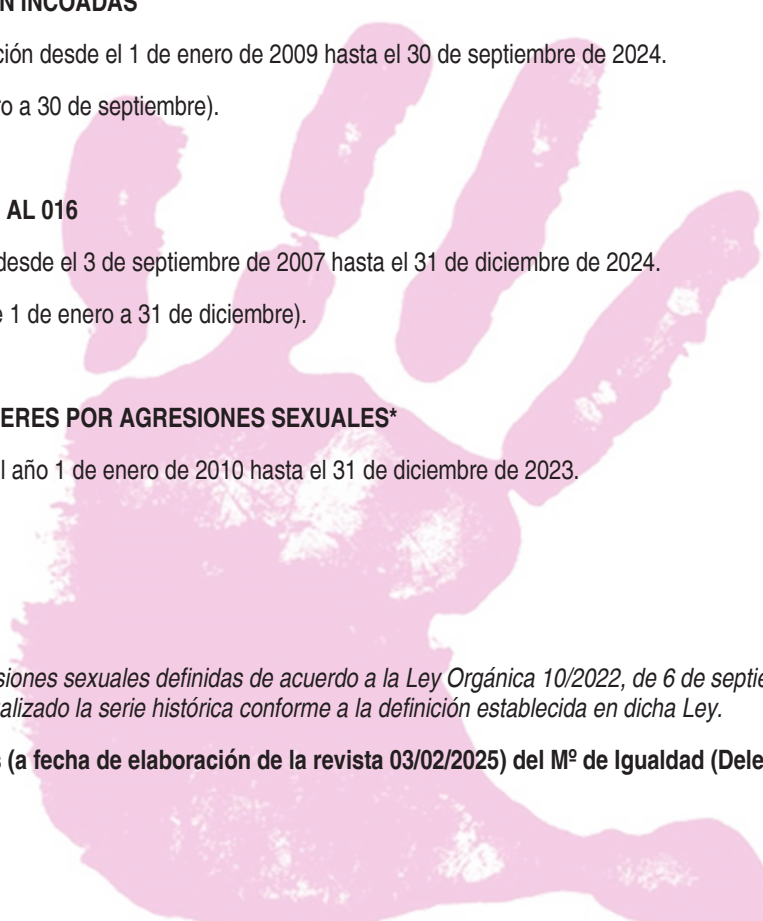 N INCOADAS
ción desde el 1 de enero de 2009 hasta el 30 de septiembre de 2024.
o a 30 de septiembre).
AL 016
desde el 3 de septiembre de 2007 hasta el 31 de diciembre de 2024.
e 1 de enero a 31 de diciembre).
ERES POR AGRESIONES SEXUALES*
l año 1 de enero de 2010 hasta el 31 de diciembre de 2023.
siones sexuales definidas de acuerdo a la Ley Orgánica 10/2022, de 6 de septie
alizado la serie histórica conforme a la definición establecida en dicha Ley.
s (a fecha de elaboración de la revista 03/02/2025) del Mº de Igualdad (Dele